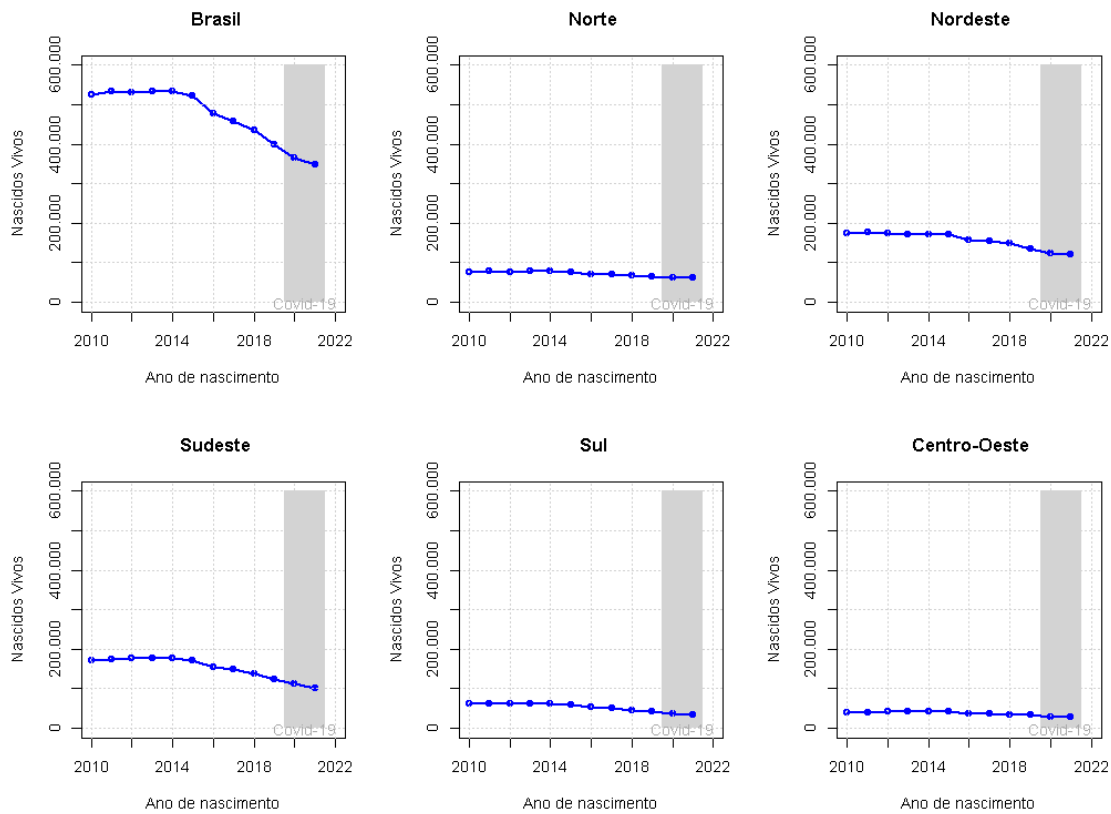 Brasil
Nascidos Vivos
600.000
400.000
200.000
0
Covid-19
2010 2014 2018 2022
Ano de nascimento
Norte
Nascidos Vivos
600.000
400.000
200.000
0
Covid-19
2010 2014 2018 2022
Ano de nascimento
Nordeste
Nascidos Vivos
600.000
400.000
200.000
0
Covid-19
2010 2014 2018 2022
Ano de nascimento
Sudeste
Nascidos Vivos
600.000
400.000
200.000
0
Covid-19
2010 2014 2018 2022
Ano de nascimento
Sul
Nascidos Vivos
600.000
400.000
200.000
0
Covid-19
2010 2014 2018 2022
Ano de nascimento
Centro-Oeste
Nascidos Vivos
600.000
400.000
200.000
0
Covid-19
2010 2014 2018 2022
Ano de nascimento